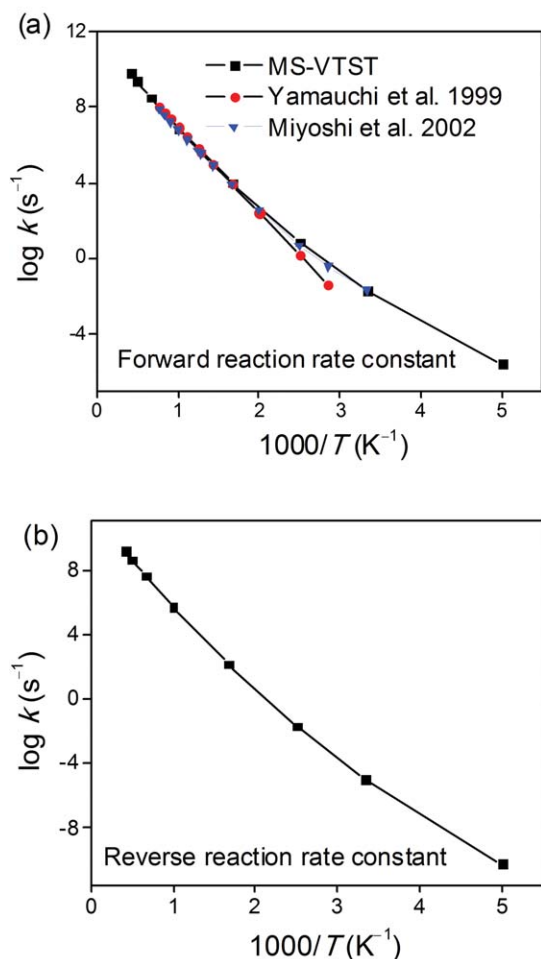 (a)
12
8
4
0
-4
log k (s⁻¹)
MS-VTST
Yamauchi et al. 1999
Miyoshi et al. 2002
Forward reaction rate constant
0 1 2 3 4 5
1000/T (K⁻¹)
(b)
8
4
0
-4
-8
log k (s⁻¹)
Reverse reaction rate constant
0 1 2 3 4 5
1000/T (K⁻¹)